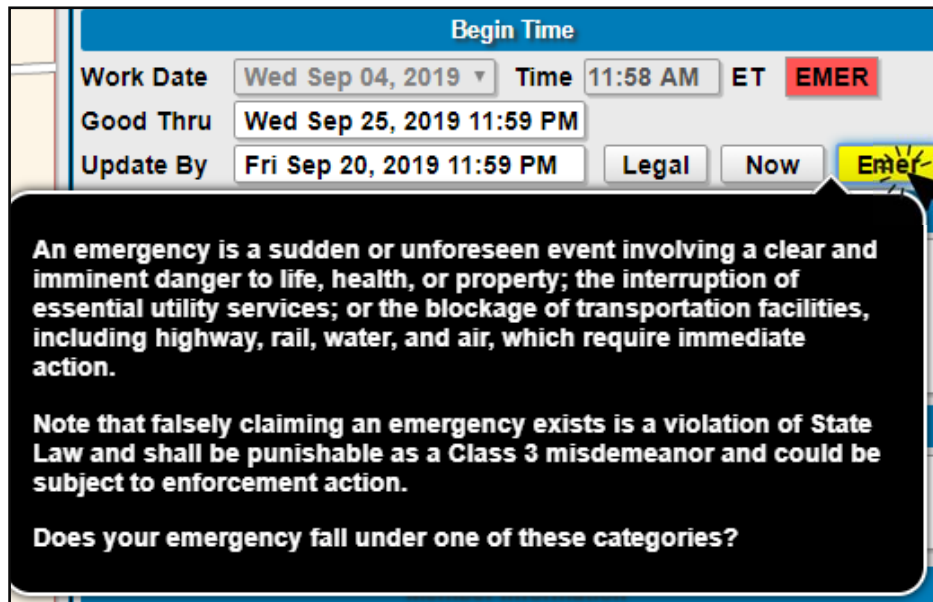 Begin Time
Work Date Wed Sep 04, 2019 Time 11:58 AM ET EMER
Good Thru Wed Sep 25, 2019 11:59 PM
Update By Fri Sep 20, 2019 11:59 PM Legal Now Emer
An emergency is a sudden or unforeseen event involving a clear and
imminent danger to life, health, or property; the interruption of
essential utility services; or the blockage of transportation facilities,
including highway, rail, water, and air, which require immediate
action.
Note that falsely claiming an emergency exists is a violation of State
Law and shall be punishable as a Class 3 misdemeanor and could be
subject to enforcement action.
Does your emergency fall under one of these categories?